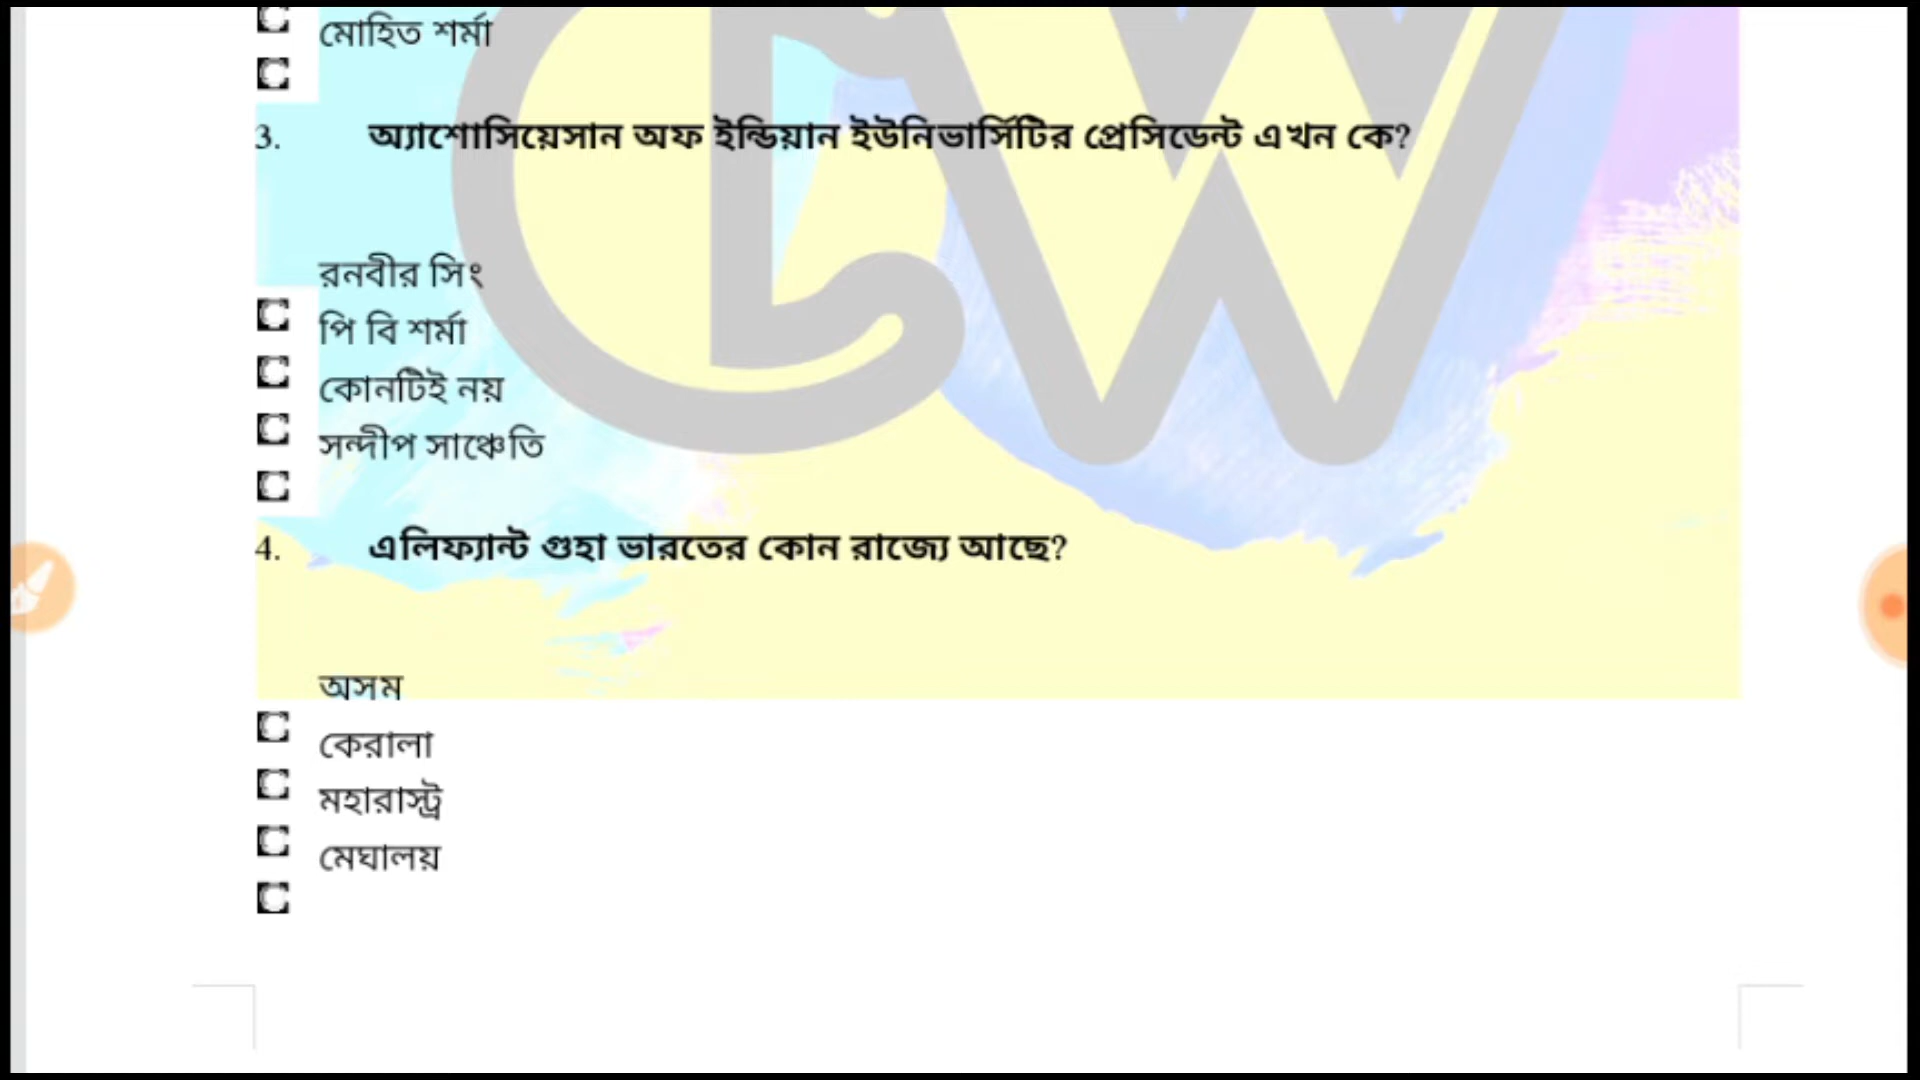 মোহিত শর্মা
3. অ্যাশোসিয়েসান অফ ইন্ডিয়ান ইউনিভার্সিটির প্রেসিডেন্ট এখন কে?
রনবীর সিং
পি বি শর্মা
কোনটিই নয়
সন্দীপ সাঞ্চেতি
4. এলিফ্যান্ট গুহা ভারতের কোন রাজ্যে আছে?
অসম
কেরালা
মহারাস্ট্র
মেঘালয়